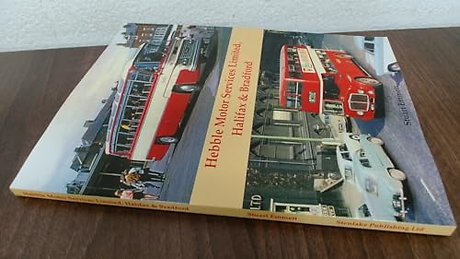 Hebble Motor Services Limited,
Halifax & Bradford
Stuart Emmett
Hebble Motor Services Limited, Halifax & Bradford
Stuart Emmett
Stenlake Publishing Ltd
LTD